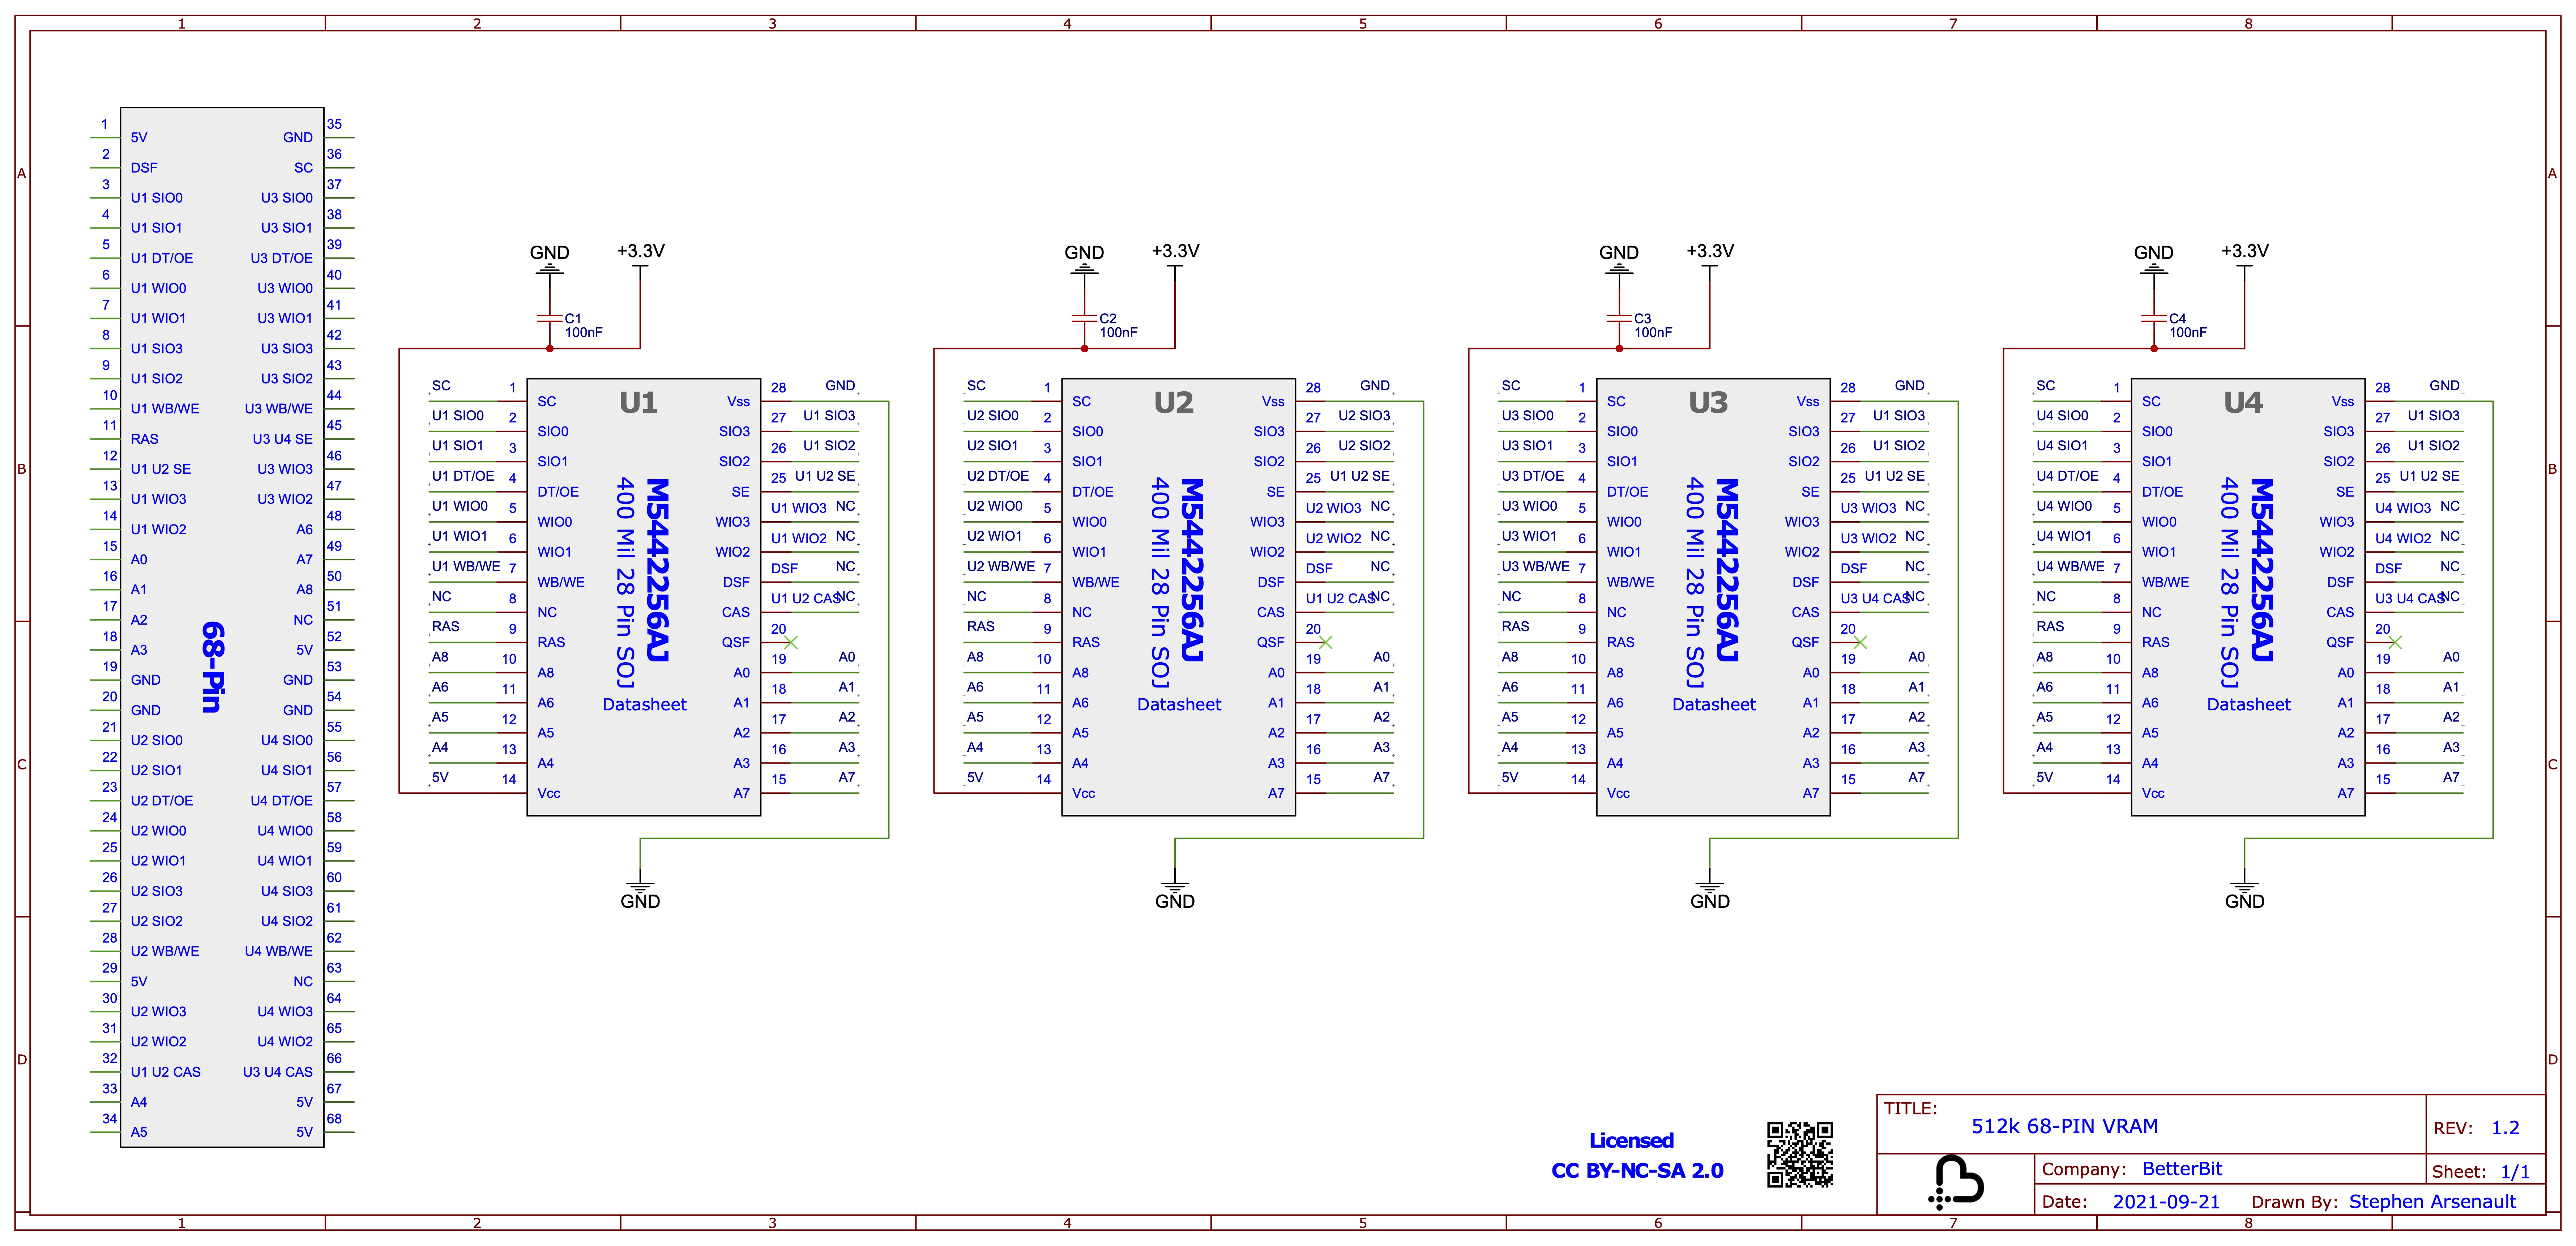 1 2 3 4 5 6 7 8
A A
B B
C C
D D
1 5V GND 35
2 DSF SC 36
3 U1 SIO0 U3 SIO0 37
4 U1 SIO1 U3 SIO1 38
5 U1 DT/OE U3 DT/OE 39
6 U1 WIO0 U3 WIO0 40
7 U1 WIO1 U3 WIO1 41
8 U1 SIO3 U3 SIO3 42
9 U1 SIO2 U3 SIO2 43
10 U1 WB/WE U3 WB/WE 44
11 RAS U3 U4 SE 45
12 U1 U2 SE U3 WIO3 46
13 U1 WIO3 U3 WIO2 47
14 U1 WIO2 A6 48
15 A0 A7 49
16 A1 A8 50
17 A2 NC 51
18 A3 5V 52
19 GND GND 53
20 GND GND 54
21 U2 SIO0 U4 SIO0 55
22 U2 SIO1 U4 SIO1 56
23 U2 DT/OE U4 DT/OE 57
24 U2 WIO0 U4 WIO0 58
25 U2 WIO1 U4 WIO1 59
26 U2 SIO3 U4 SIO3 60
27 U2 SIO2 U4 SIO2 61
28 U2 WB/WE U4 WB/WE 62
29 5V NC 63
30 U2 WIO3 U4 WIO3 64
31 U2 WIO2 U4 WIO2 65
32 U1 U2 CAS U3 U4 CAS 66
33 A4 5V 67
34 A5 5V 68
68-Pin
GND +3.3V
C1
100nF
U1
SC 1 SC Vss 28 GND
U1 SIO0 2 SIO0 SIO3 27 U1 SIO3
U1 SIO1 3 SIO1 SIO2 26 U1 SIO2
U1 DT/OE 4 DT/OE SE 25 U1 U2 SE
U1 WIO0 5 WIO0 WIO3 U1 WIO3 NC
U1 WIO1 6 WIO1 WIO2 U1 WIO2 NC
U1 WB/WE 7 WB/WE DSF DSF NC
NC 8 NC CAS U1 U2 CAS NC
RAS 9 RAS QSF 20
A8 10 A8 A0 19 A0
A6 11 A6 A1 18 A1
A5 12 A5 A2 17 A2
A4 13 A4 A3 16 A3
5V 14 Vcc A7 15 A7
M5442256AJ
400 Mil 28 Pin SOJ
Datasheet
GND
GND +3.3V
C2
100nF
U2
SC 1 SC Vss 28 GND
U2 SIO0 2 SIO0 SIO3 27 U2 SIO3
U2 SIO1 3 SIO1 SIO2 26 U2 SIO2
U2 DT/OE 4 DT/OE SE 25 U1 U2 SE
U2 WIO0 5 WIO0 WIO3 U2 WIO3 NC
U2 WIO1 6 WIO1 WIO2 U2 WIO2 NC
U2 WB/WE 7 WB/WE DSF DSF NC
NC 8 NC CAS U1 U2 CAS NC
RAS 9 RAS QSF 20
A8 10 A8 A0 19 A0
A6 11 A6 A1 18 A1
A5 12 A5 A2 17 A2
A4 13 A4 A3 16 A3
5V 14 Vcc A7 15 A7
M5442256AJ
400 Mil 28 Pin SOJ
Datasheet
GND
GND +3.3V
C3
100nF
U3
SC 1 SC Vss 28 GND
U3 SIO0 2 SIO0 SIO3 27 U1 SIO3
U3 SIO1 3 SIO1 SIO2 26 U1 SIO2
U3 DT/OE 4 DT/OE SE 25 U1 U2 SE
U3 WIO0 5 WIO0 WIO3 U3 WIO3 NC
U3 WIO1 6 WIO1 WIO2 U3 WIO2 NC
U3 WB/WE 7 WB/WE DSF DSF NC
NC 8 NC CAS U3 U4 CAS NC
RAS 9 RAS QSF 20
A8 10 A8 A0 19 A0
A6 11 A6 A1 18 A1
A5 12 A5 A2 17 A2
A4 13 A4 A3 16 A3
5V 14 Vcc A7 15 A7
M5442256AJ
400 Mil 28 Pin SOJ
Datasheet
GND
GND +3.3V
C4
100nF
U4
SC 1 SC Vss 28 GND
U4 SIO0 2 SIO0 SIO3 27 U1 SIO3
U4 SIO1 3 SIO1 SIO2 26 U1 SIO2
U4 DT/OE 4 DT/OE SE 25 U1 U2 SE
U4 WIO0 5 WIO0 WIO3 U4 WIO3 NC
U4 WIO1 6 WIO1 WIO2 U4 WIO2 NC
U4 WB/WE 7 WB/WE DSF DSF NC
NC 8 NC CAS U3 U4 CAS NC
RAS 9 RAS QSF 20
A8 10 A8 A0 19 A0
A6 11 A6 A1 18 A1
A5 12 A5 A2 17 A2
A4 13 A4 A3 16 A3
5V 14 Vcc A7 15 A7
M5442256AJ
400 Mil 28 Pin SOJ
Datasheet
GND
Licensed
CC BY-NC-SA 2.0
TITLE:
512k 68-PIN VRAM
REV: 1.2
Company: BetterBit
Sheet: 1/1
Date: 2021-09-21 Drawn By: Stephen Arsenault
1 2 3 4 5 6 7 8